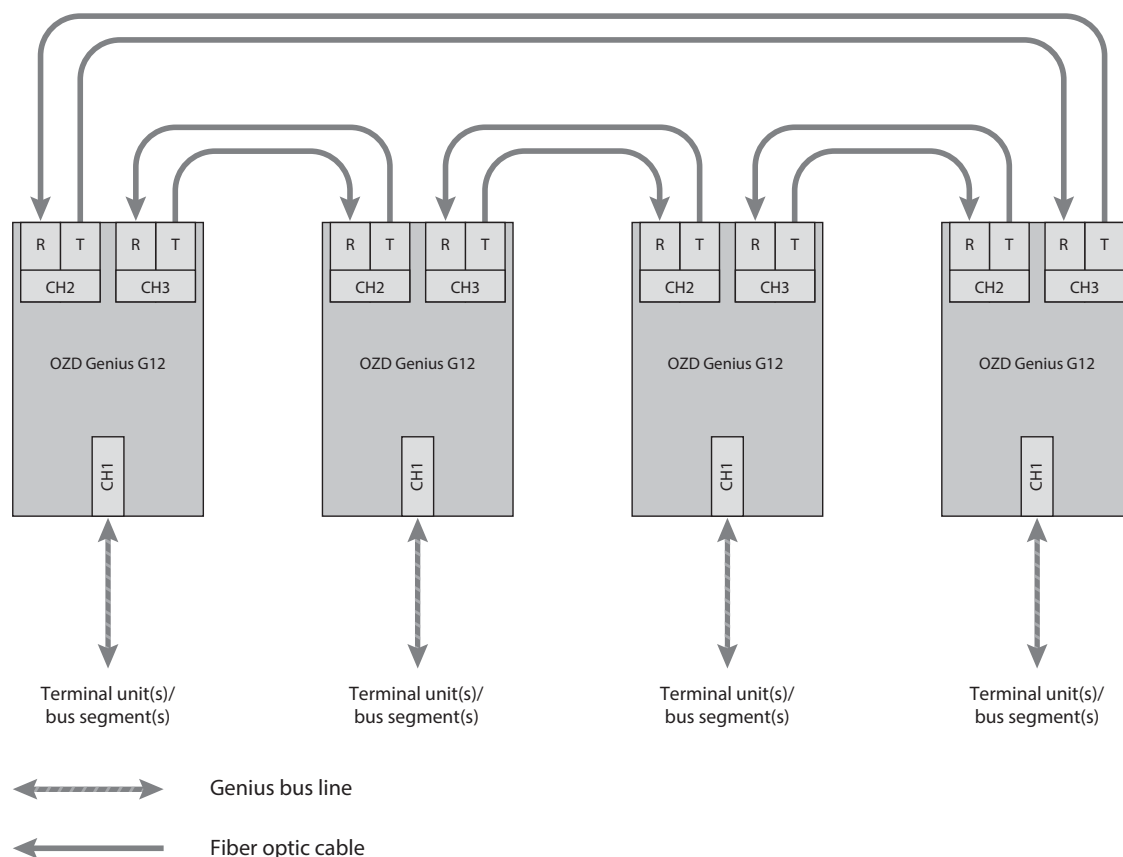 R T R T R T R T R T R T R T R T
CH2 CH3 CH2 CH3 CH2 CH3 CH2 CH3
OZD Genius G12 OZD Genius G12 OZD Genius G12 OZD Genius G12
CH1 CH1 CH1 CH1
Terminal unit(s)/ Terminal unit(s)/ Terminal unit(s)/ Terminal unit(s)/
bus segment(s) bus segment(s) bus segment(s) bus segment(s)
Genius bus line
Fiber optic cable